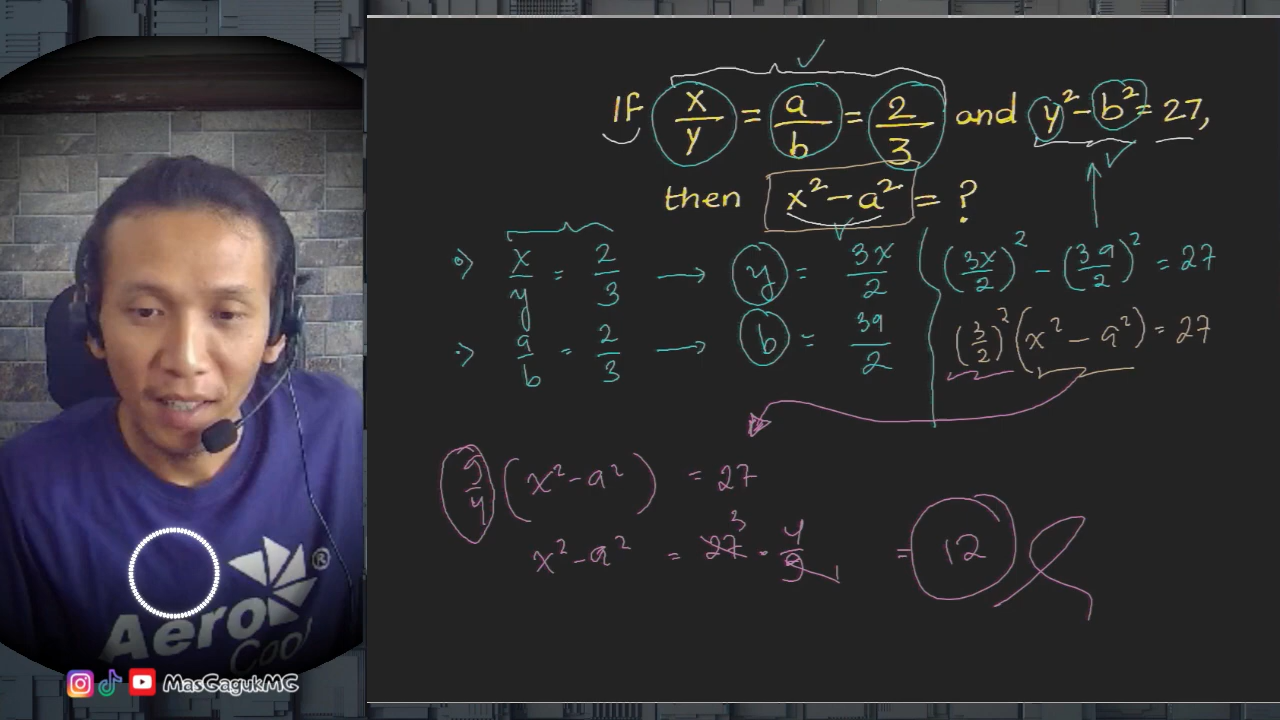 IF x/y = a/b = 2/3 and y² - b² = 27,
then x² - a² = ?
x/y = 2/3 → y = 3x/2
(3x/2)² - (3a/2)² = 27
a/b = 2/3 → b = 3a/2
(3/2)² (x² - a²) = 27
9/4 (x² - a²) = 27
x² - a² = 27 3 · 4/9 1 = 12
Aero
Cool
MasGagukMG